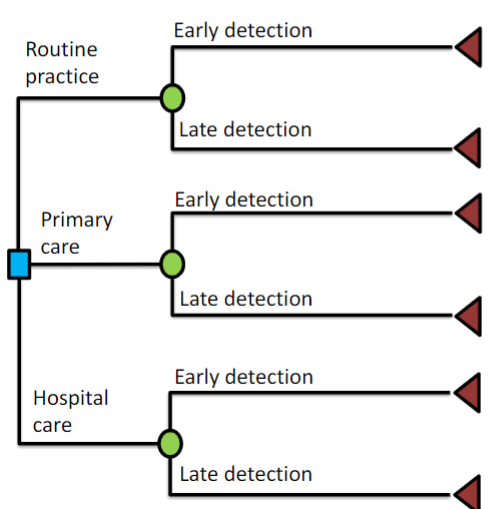 Early detection
Routine
practice
Late detection
Early detection
Primary
care
Late detection
Early detection
Hospital
care
Late detection